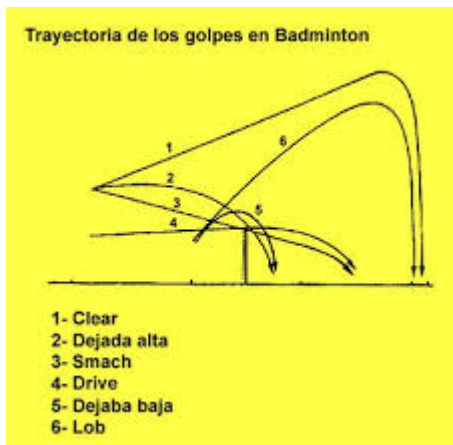 Trayectoria de los golpes en Badminton
1
6
2
3
5
4
1- Clear
2- Dejada alta
3- Smach
4- Drive
5- Dejaba baja
6- Lob